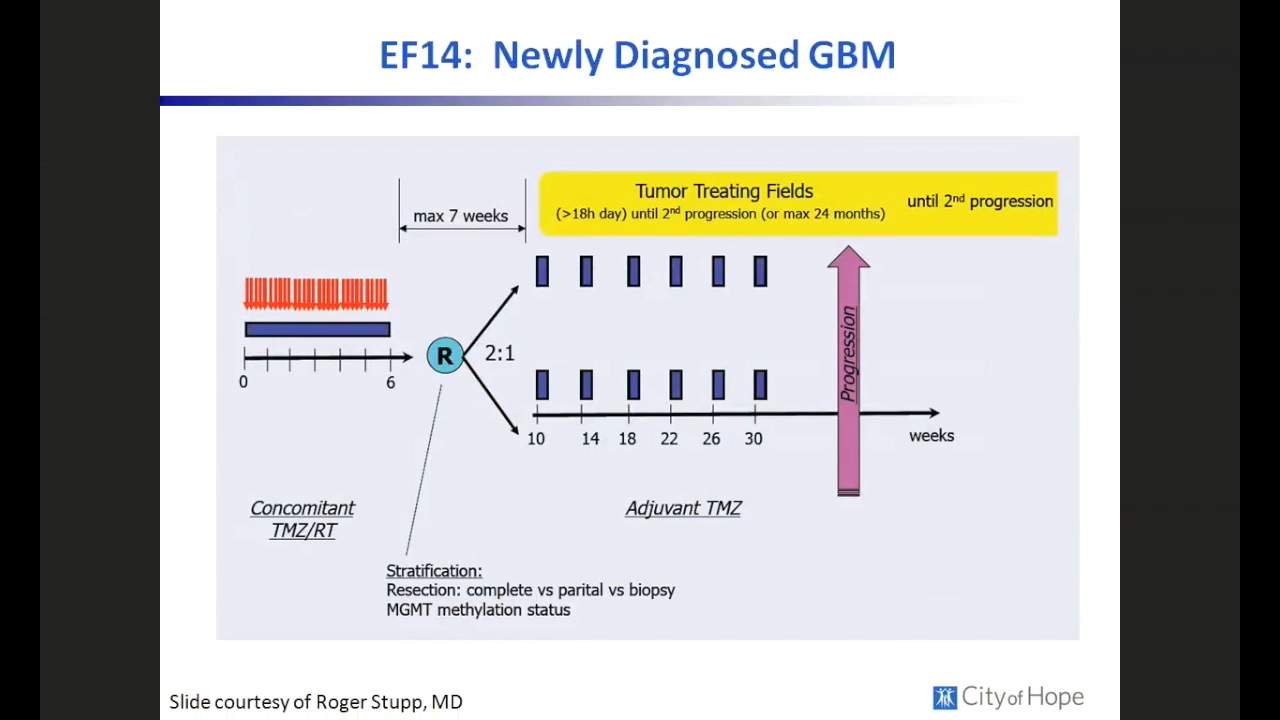 EF14: Newly Diagnosed GBM
Tumor Treating Fields
(>18h day) until 2nd progression (or max 24 months)
until 2nd progression
max 7 weeks
R
2:1
Progression
0
6
10 14 18 22 26 30
weeks
Concomitant
TMZ/RT
Adjuvant TMZ
Stratification:
Resection: complete vs parital vs biopsy
MGMT methylation status
Slide courtesy of Roger Stupp, MD
City of Hope